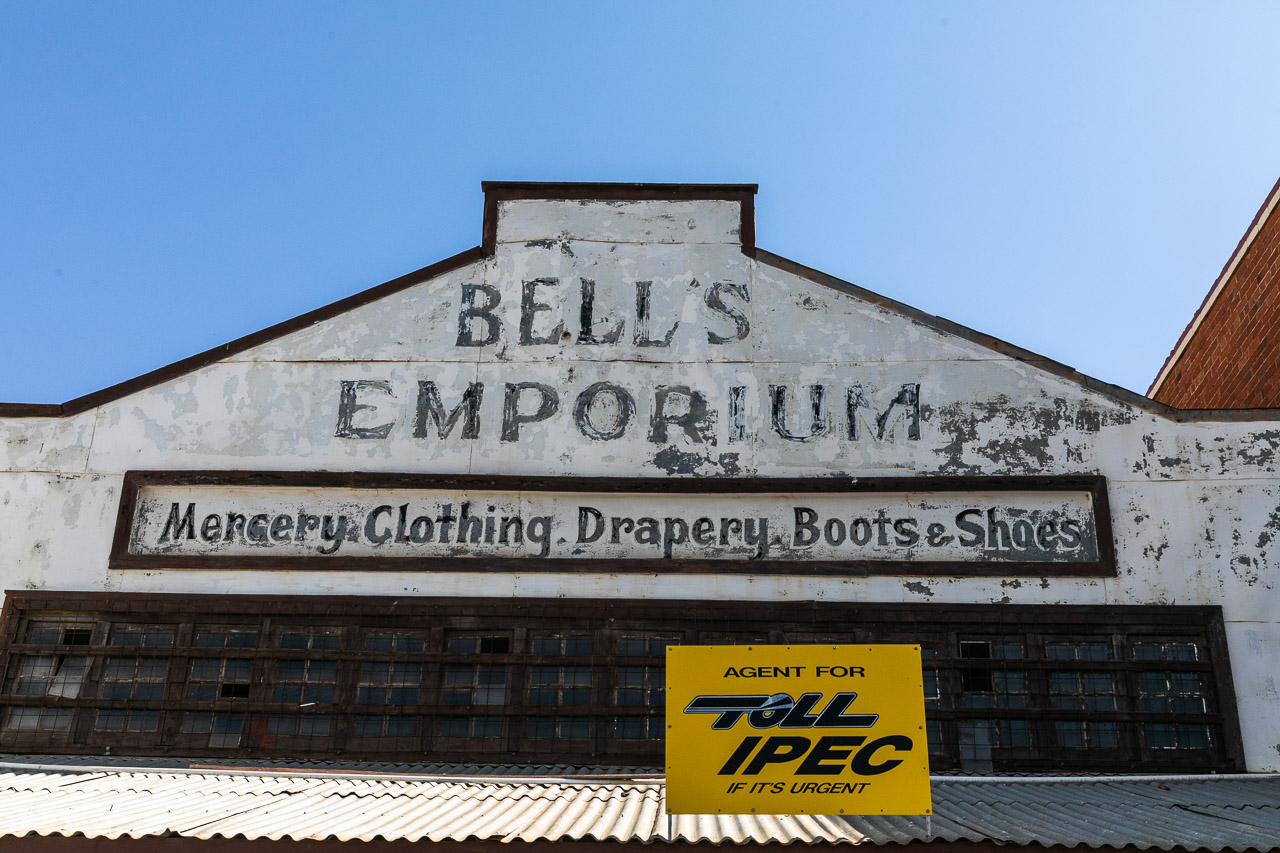 BELL'S
EMPORIUM
Mercery. Clothing. Drapery. Boots & Shoes
AGENT FOR
TOLL
IPEC
IF IT'S URGENT